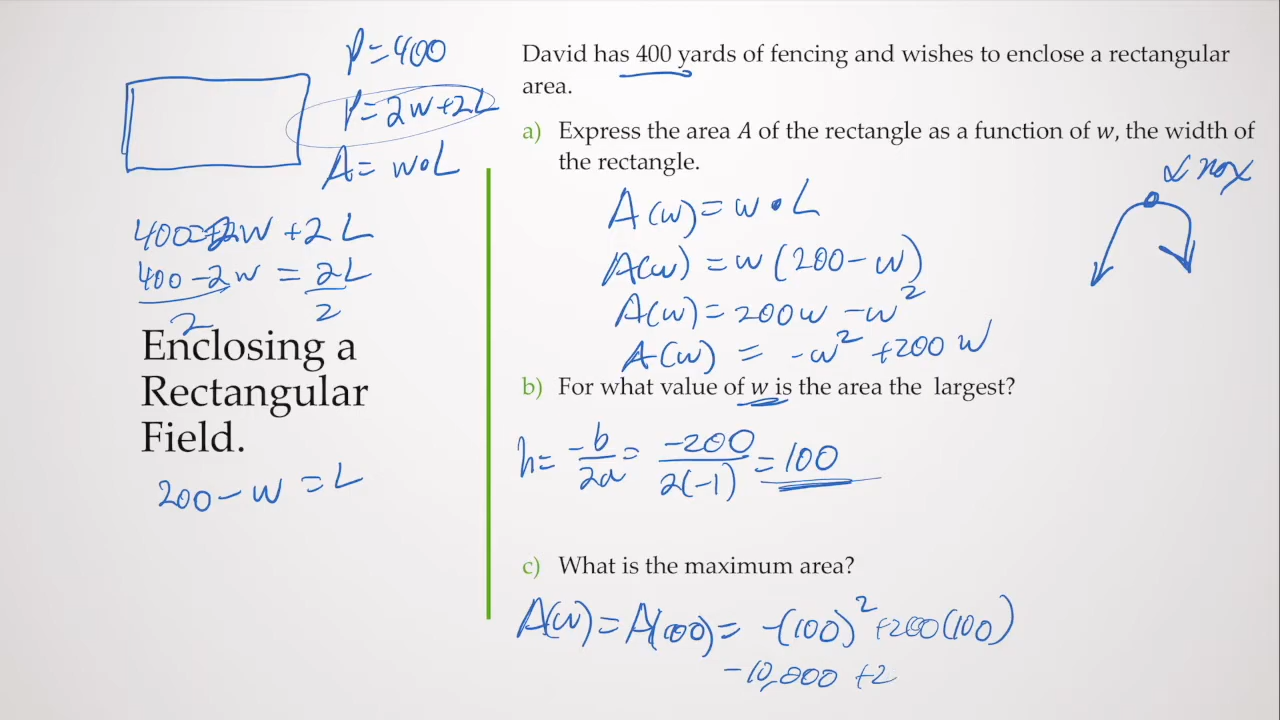 P=400
P=2W+2L
A= W•L
400=2W+2L
400-2W = 2L
2 2
Enclosing a
Rectangular
Field.
200-W=L
David has 400 yards of fencing and wishes to enclose a rectangular
area.
a) Express the area A of the rectangle as a function of w, the width of
the rectangle.
max
A(w)=w•L
A(w)=w(200-w)
A(w)=200w-w²
A(w) = -w²+200w
b) For what value of w is the area the largest?
h= -b/2a = -200/2(-1) = 100
c) What is the maximum area?
A(w)=A(100)= -(100)²+200(100)
-10,000+2